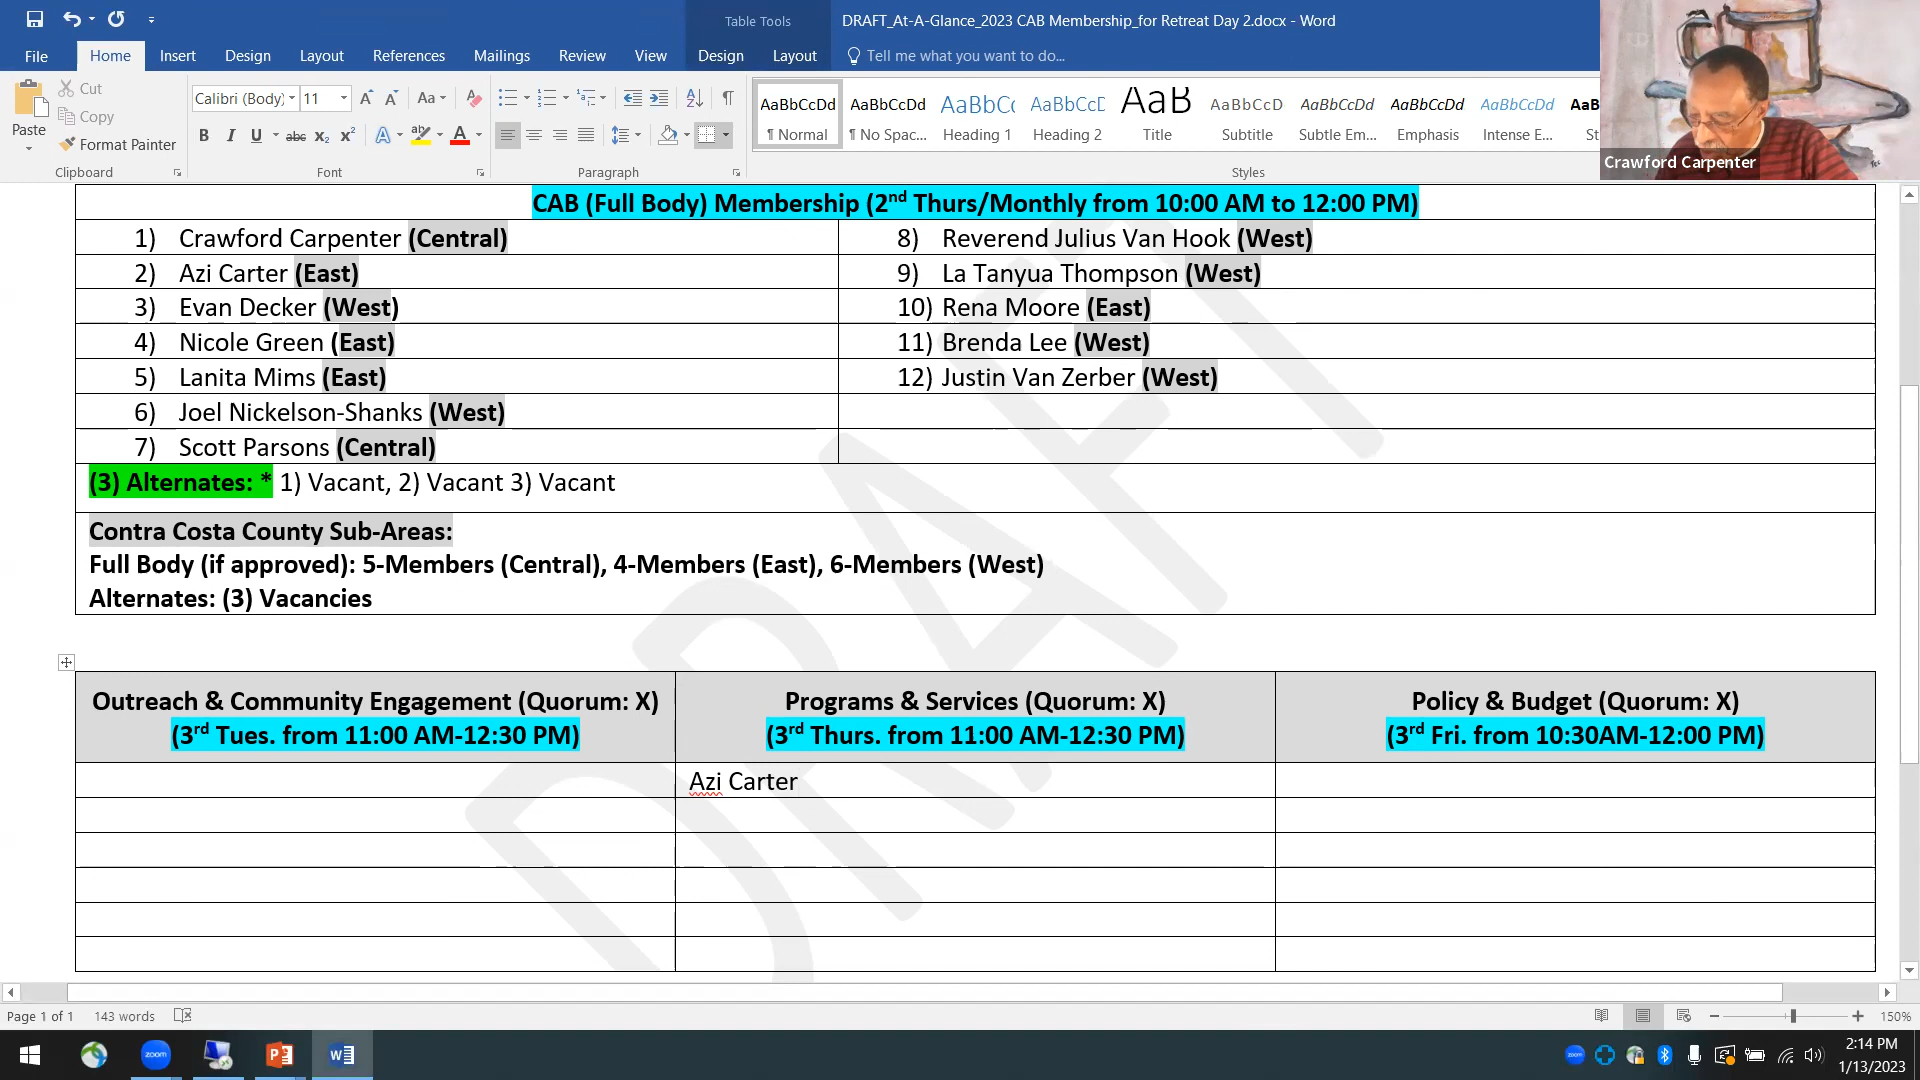 Table Tools
DRAFT_At-A-Glance_2023 CAB Membership_for Retreat Day 2.docx - Word
File Home Insert Design Layout References Mailings Review View Design Layout Tell me what you want to do...
Paste
Cut
Copy
Format Painter
Calibri (Body) 11
AaBbCcDd AaBbCcDd AaBbCc AaBbCcD AaB AaBbCcD AaBbCcDd AaBbCcDd AaBbCcDd AaBb
¶ Normal ¶ No Spac... Heading 1 Heading 2 Title Subtitle Subtle Em... Emphasis Intense E... St
Clipboard Font Paragraph Styles
Crawford Carpenter
CAB (Full Body) Membership (2nd Thurs/Monthly from 10:00 AM to 12:00 PM)
1) Crawford Carpenter (Central)
8) Reverend Julius Van Hook (West)
2) Azi Carter (East)
9) La Tanyua Thompson (West)
3) Evan Decker (West)
10) Rena Moore (East)
4) Nicole Green (East)
11) Brenda Lee (West)
5) Lanita Mims (East)
12) Justin Van Zerber (West)
6) Joel Nickelson-Shanks (West)
7) Scott Parsons (Central)
(3) Alternates: * 1) Vacant, 2) Vacant 3) Vacant
Contra Costa County Sub-Areas:
Full Body (if approved): 5-Members (Central), 4-Members (East), 6-Members (West)
Alternates: (3) Vacancies
DRAFT
Outreach & Community Engagement (Quorum: X)
(3rd Tues. from 11:00 AM-12:30 PM)
Programs & Services (Quorum: X)
(3rd Thurs. from 11:00 AM-12:30 PM)
Policy & Budget (Quorum: X)
(3rd Fri. from 10:30AM-12:00 PM)
Azi Carter
Page 1 of 1 143 words
150%
2:14 PM
1/13/2023